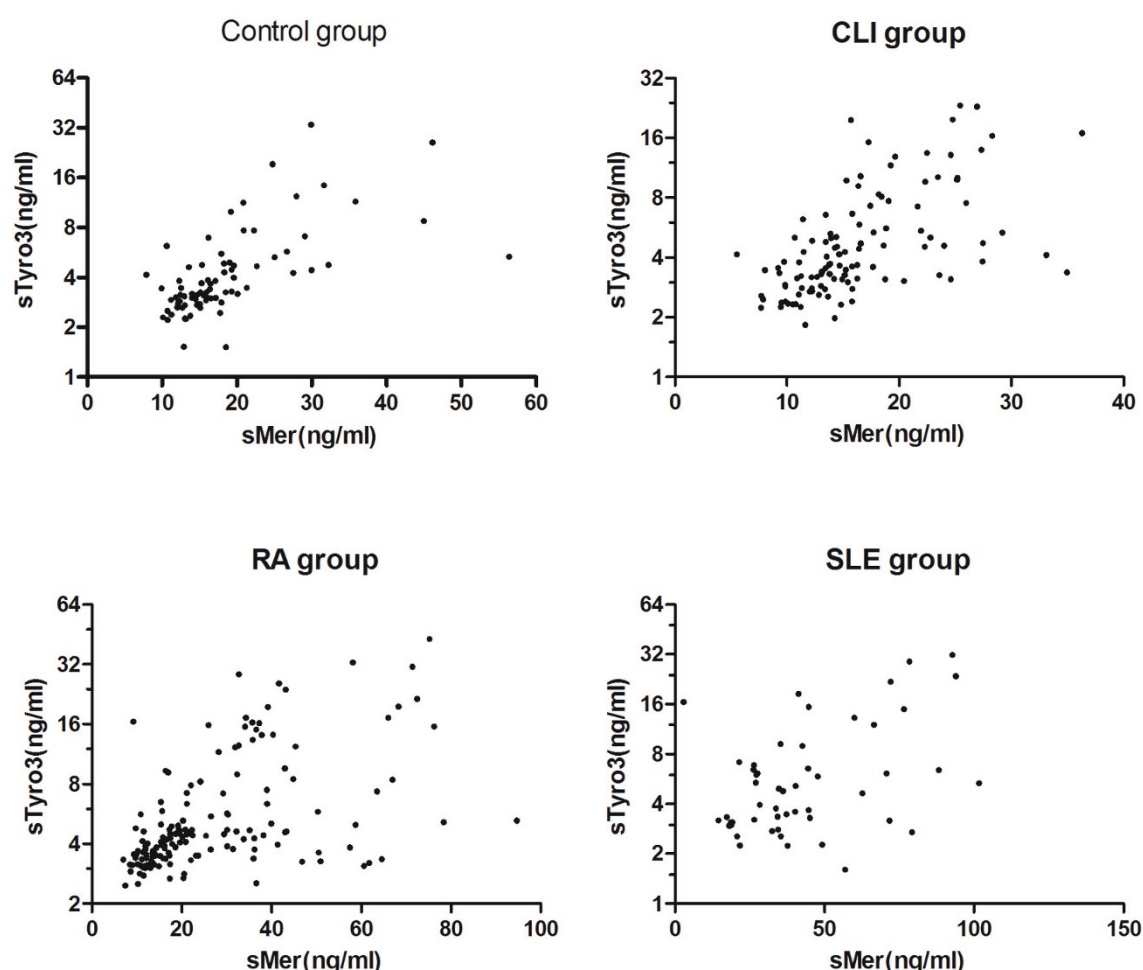 Control group
64
32
16
8
4
2
1
sTyro3(ng/ml)
0 10 20 30 40 50 60
sMer(ng/ml)
CLI group
32
16
8
4
2
1
sTyro3(ng/ml)
0 10 20 30 40
sMer(ng/ml)
RA group
64
32
16
8
4
2
sTyro3(ng/ml)
0 20 40 60 80 100
sMer(ng/ml)
SLE group
64
32
16
8
4
2
1
sTyro3(ng/ml)
0 50 100 150
sMer(ng/ml)